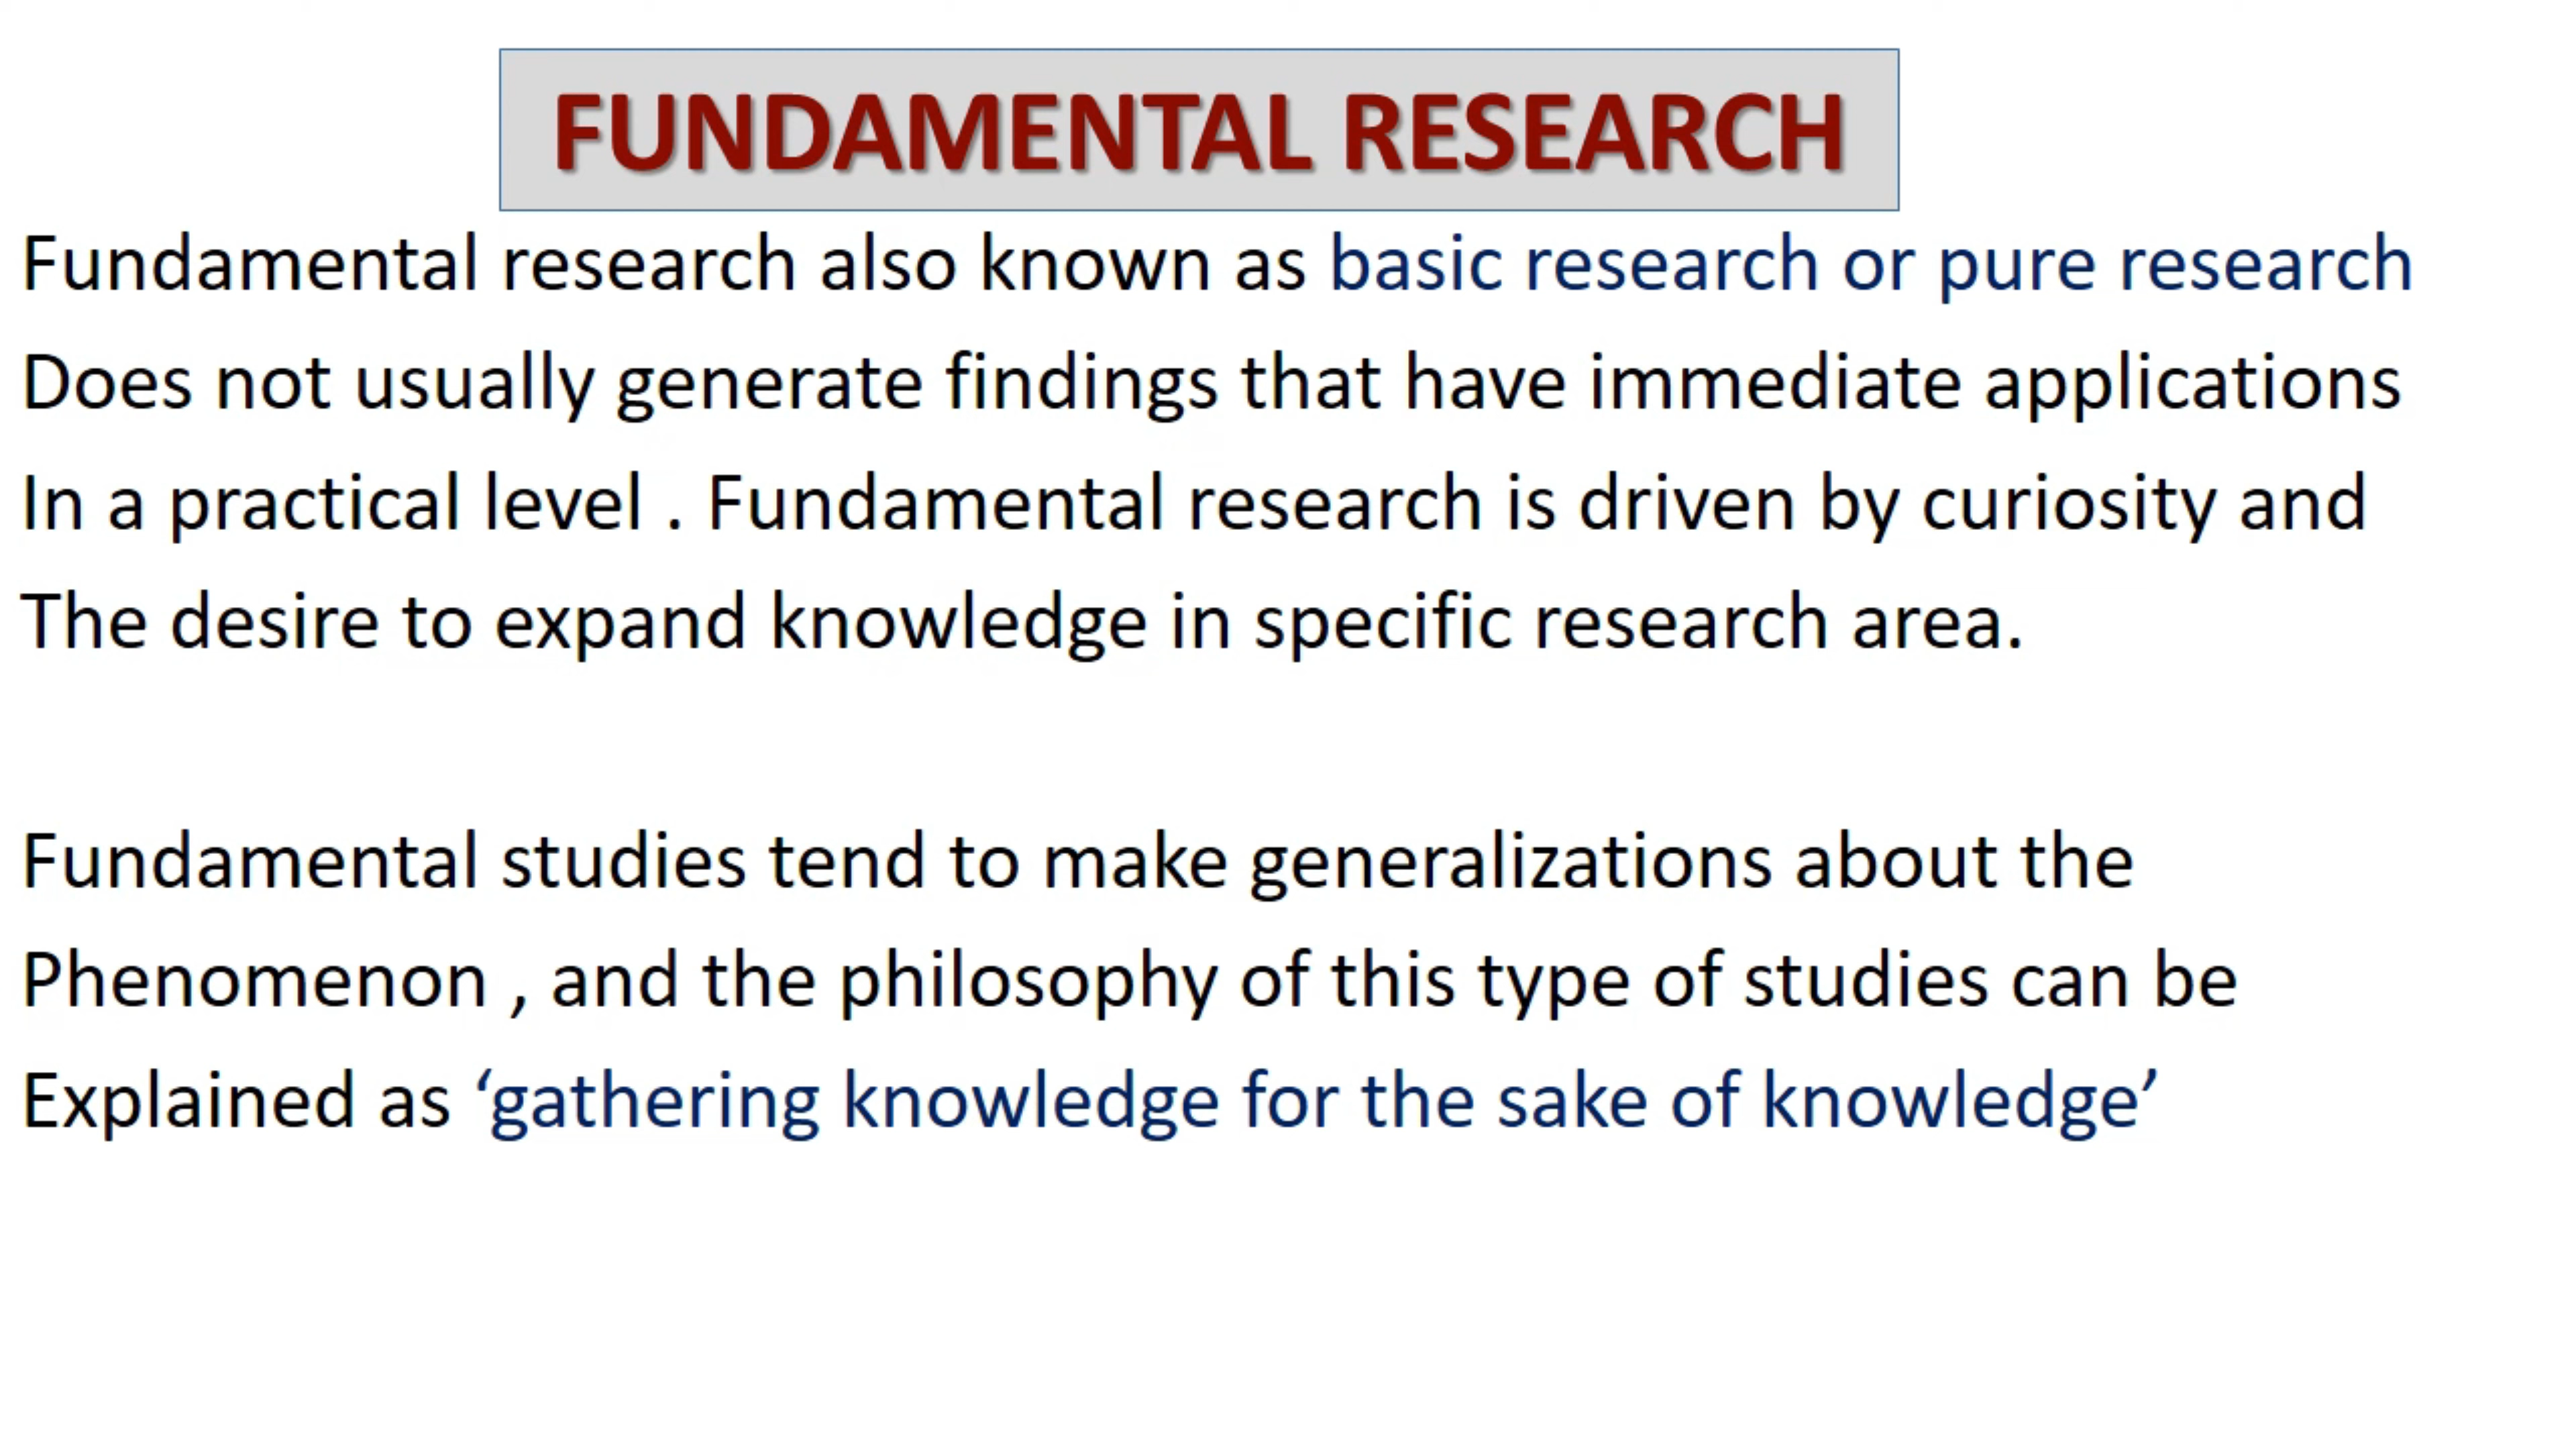 FUNDAMENTAL RESEARCH
Fundamental research also known as basic research or pure research
Does not usually generate findings that have immediate applications
In a practical level . Fundamental research is driven by curiosity and
The desire to expand knowledge in specific research area.
Fundamental studies tend to make generalizations about the
Phenomenon , and the philosophy of this type of studies can be
Explained as ‘gathering knowledge for the sake of knowledge’